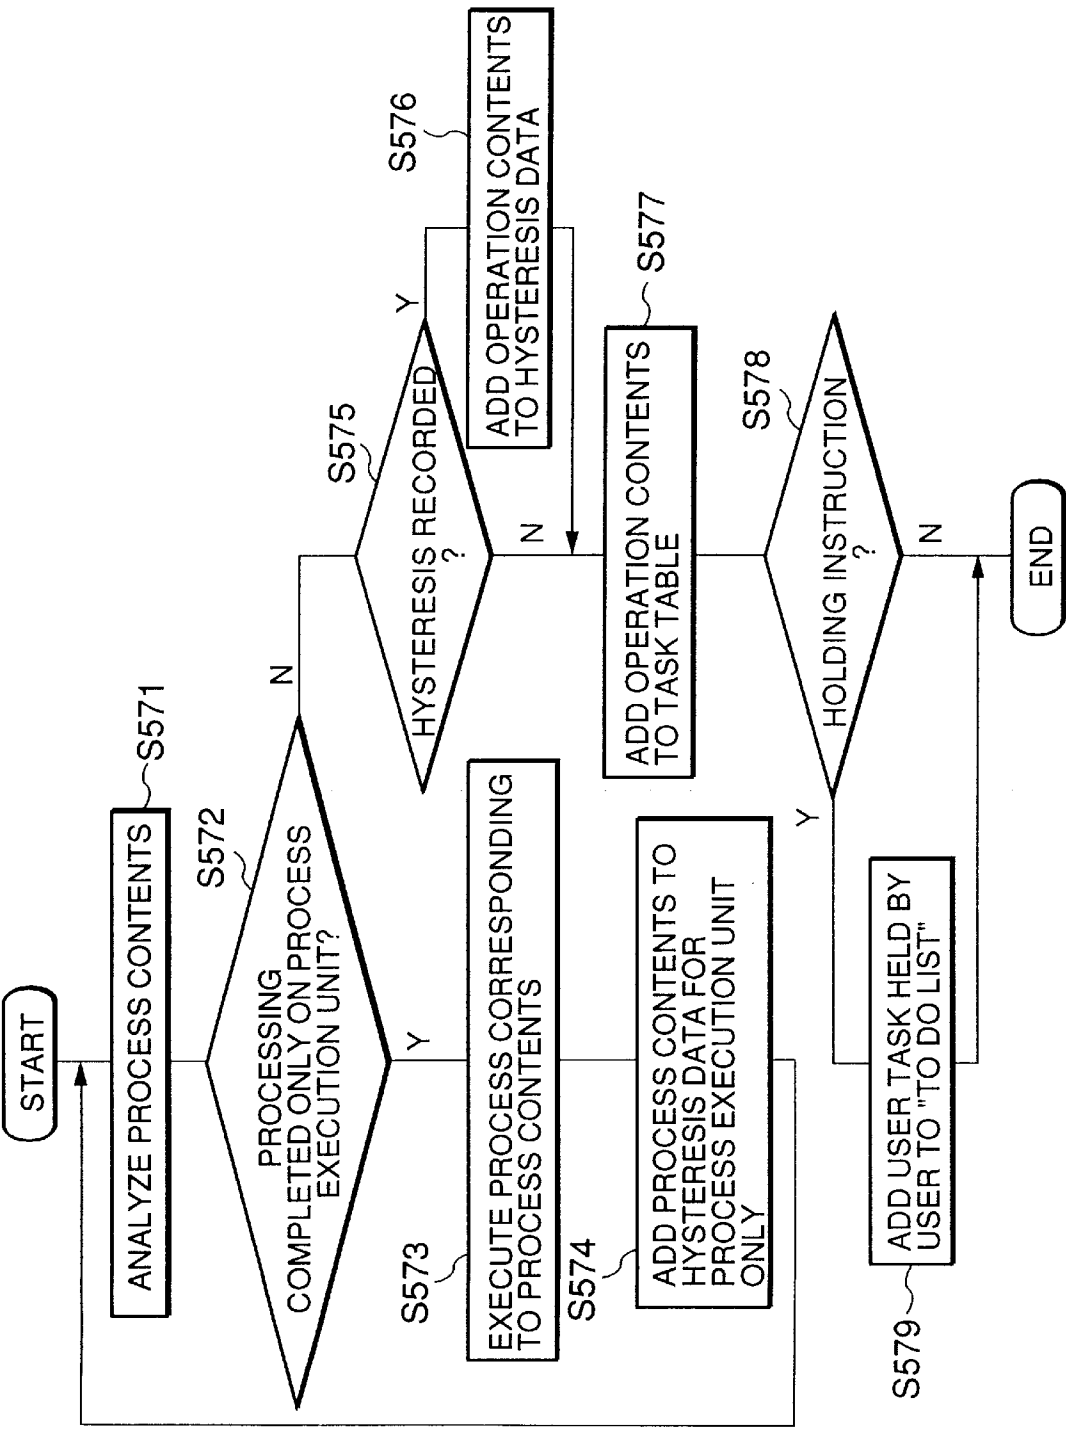 START
S571
ANALYZE PROCESS CONTENTS
S572
PROCESSING
COMPLETED ONLY ON PROCESS
EXECUTION UNIT?
N
Y
S573
EXECUTE PROCESS CORRESPONDING
TO PROCESS CONTENTS
S574
ADD PROCESS CONTENTS TO
HYSTERESIS DATA FOR
PROCESS EXECUTION UNIT
ONLY
S575
HYSTERESIS RECORDED
?
Y
N
S576
ADD OPERATION CONTENTS
TO HYSTERESIS DATA
S577
ADD OPERATION CONTENTS
TO TASK TABLE
S578
HOLDING INSTRUCTION
?
Y
N
S579
ADD USER TASK HELD BY
USER TO "TO DO LIST"
END